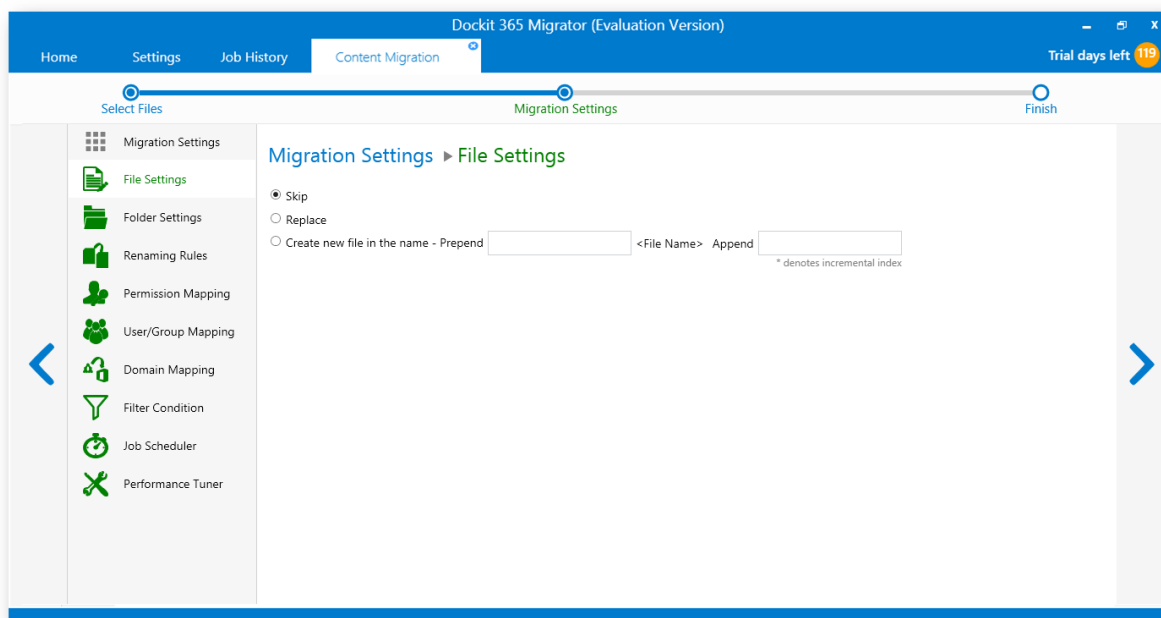 Dockit 365 Migrator (Evaluation Version)
Home Settings Job History Content Migration Trial days left 119
Select Files Migration Settings Finish
Migration Settings
File Settings
Folder Settings
Renaming Rules
Permission Mapping
User/Group Mapping
Domain Mapping
Filter Condition
Job Scheduler
Performance Tuner
Migration Settings File Settings
Skip
Replace
Create new file in the name - Prepend <File Name> Append
* denotes incremental index